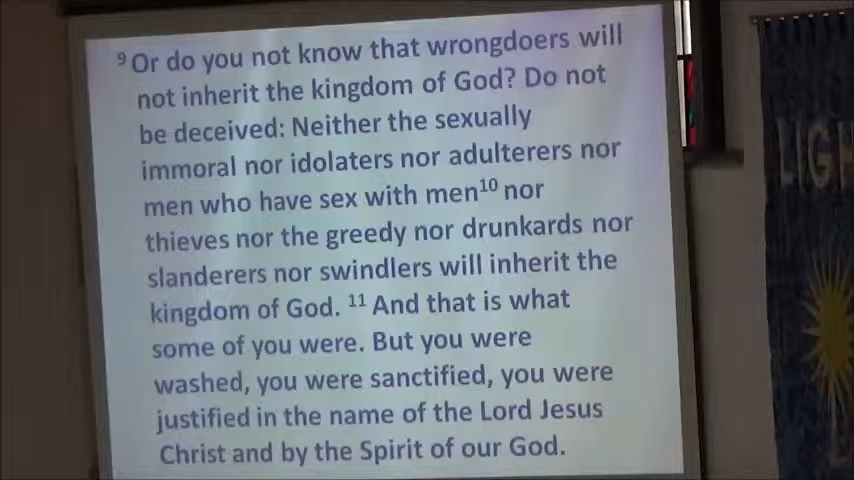 ⁹ Or do you not know that wrongdoers will
not inherit the kingdom of God? Do not
be deceived: Neither the sexually
immoral nor idolaters nor adulterers nor
men who have sex with men¹⁰ nor
thieves nor the greedy nor drunkards nor
slanderers nor swindlers will inherit the
kingdom of God. ¹¹ And that is what
some of you were. But you were
washed, you were sanctified, you were
justified in the name of the Lord Jesus
Christ and by the Spirit of our God.
LIGH